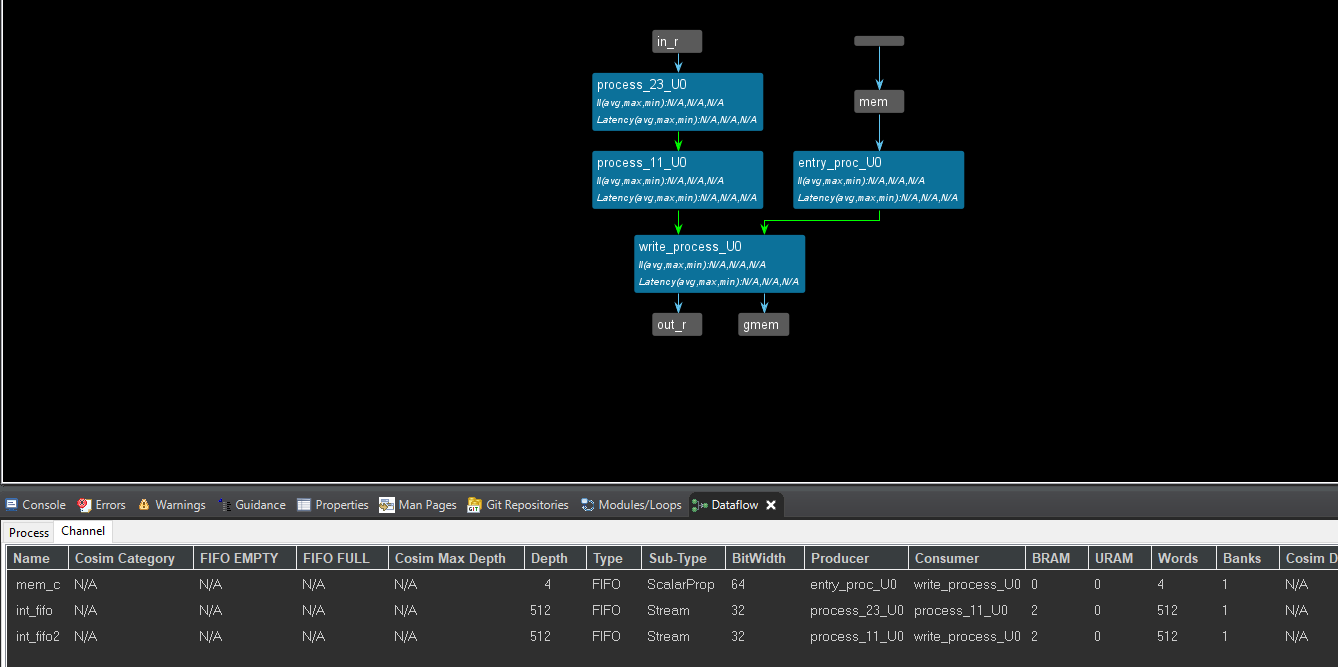 in_r
process_23_U0
II(avg,max,min):N/A,N/A,N/A
Latency(avg,max,min):N/A,N/A,N/A
mem
process_11_U0
II(avg,max,min):N/A,N/A,N/A
Latency(avg,max,min):N/A,N/A,N/A
entry_proc_U0
II(avg,max,min):N/A,N/A,N/A
Latency(avg,max,min):N/A,N/A,N/A
write_process_U0
II(avg,max,min):N/A,N/A,N/A
Latency(avg,max,min):N/A,N/A,N/A
out_r
gmem
Console Errors Warnings Guidance Properties Man Pages Git Repositories Modules/Loops Dataflow
Process Channel
Name Cosim Category FIFO EMPTY FIFO FULL Cosim Max Depth Depth Type Sub-Type BitWidth Producer Consumer BRAM URAM Words Banks Cosim D
mem_c N/A N/A N/A N/A 4 FIFO ScalarProp 64 entry_proc_U0 write_process_U0 0 0 4 1 N/A
int_fifo N/A N/A N/A N/A 512 FIFO Stream 32 process_23_U0 process_11_U0 2 0 512 1 N/A
int_fifo2 N/A N/A N/A N/A 512 FIFO Stream 32 process_11_U0 write_process_U0 2 0 512 1 N/A